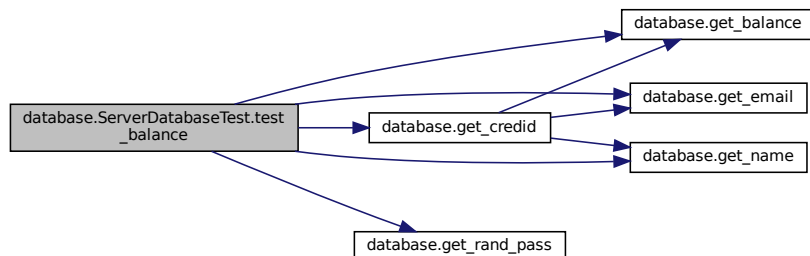 database.ServerDatabaseTest.test
_balance
database.get_credid
database.get_balance
database.get_email
database.get_name
database.get_rand_pass